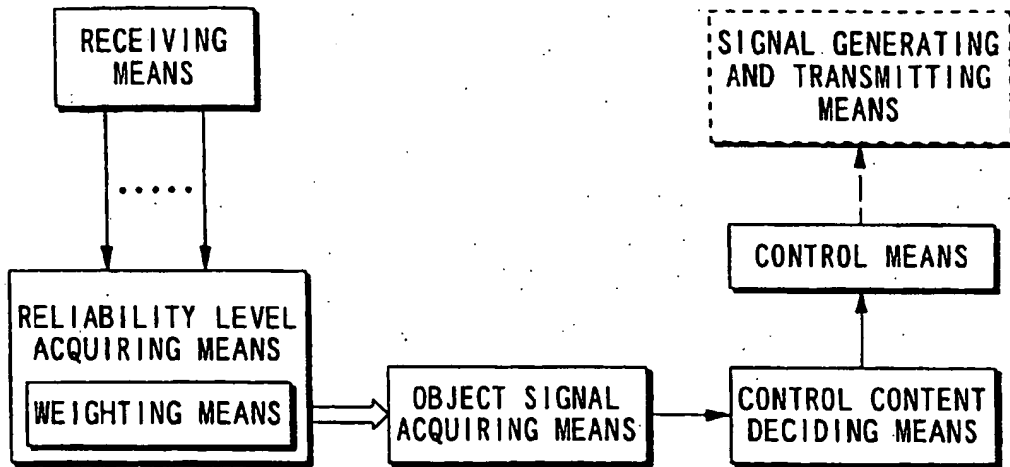 RECEIVING
MEANS
SIGNAL GENERATING
AND TRANSMITTING
MEANS
CONTROL MEANS
RELIABILITY LEVEL
ACQUIRING MEANS
WEIGHTING MEANS
OBJECT SIGNAL
ACQUIRING MEANS
CONTROL CONTENT
DECIDING MEANS